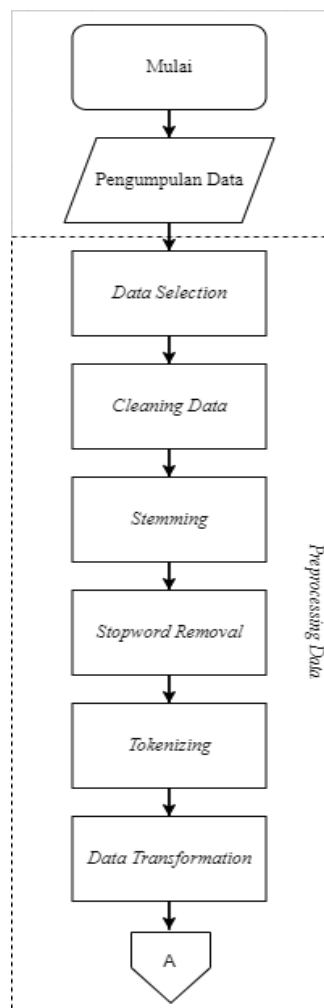 Mulai
Pengumpulan Data
Data Selection
Cleaning Data
Stemming
Preprocessing Data
Stopword Removal
Tokenizing
Data Transformation
A